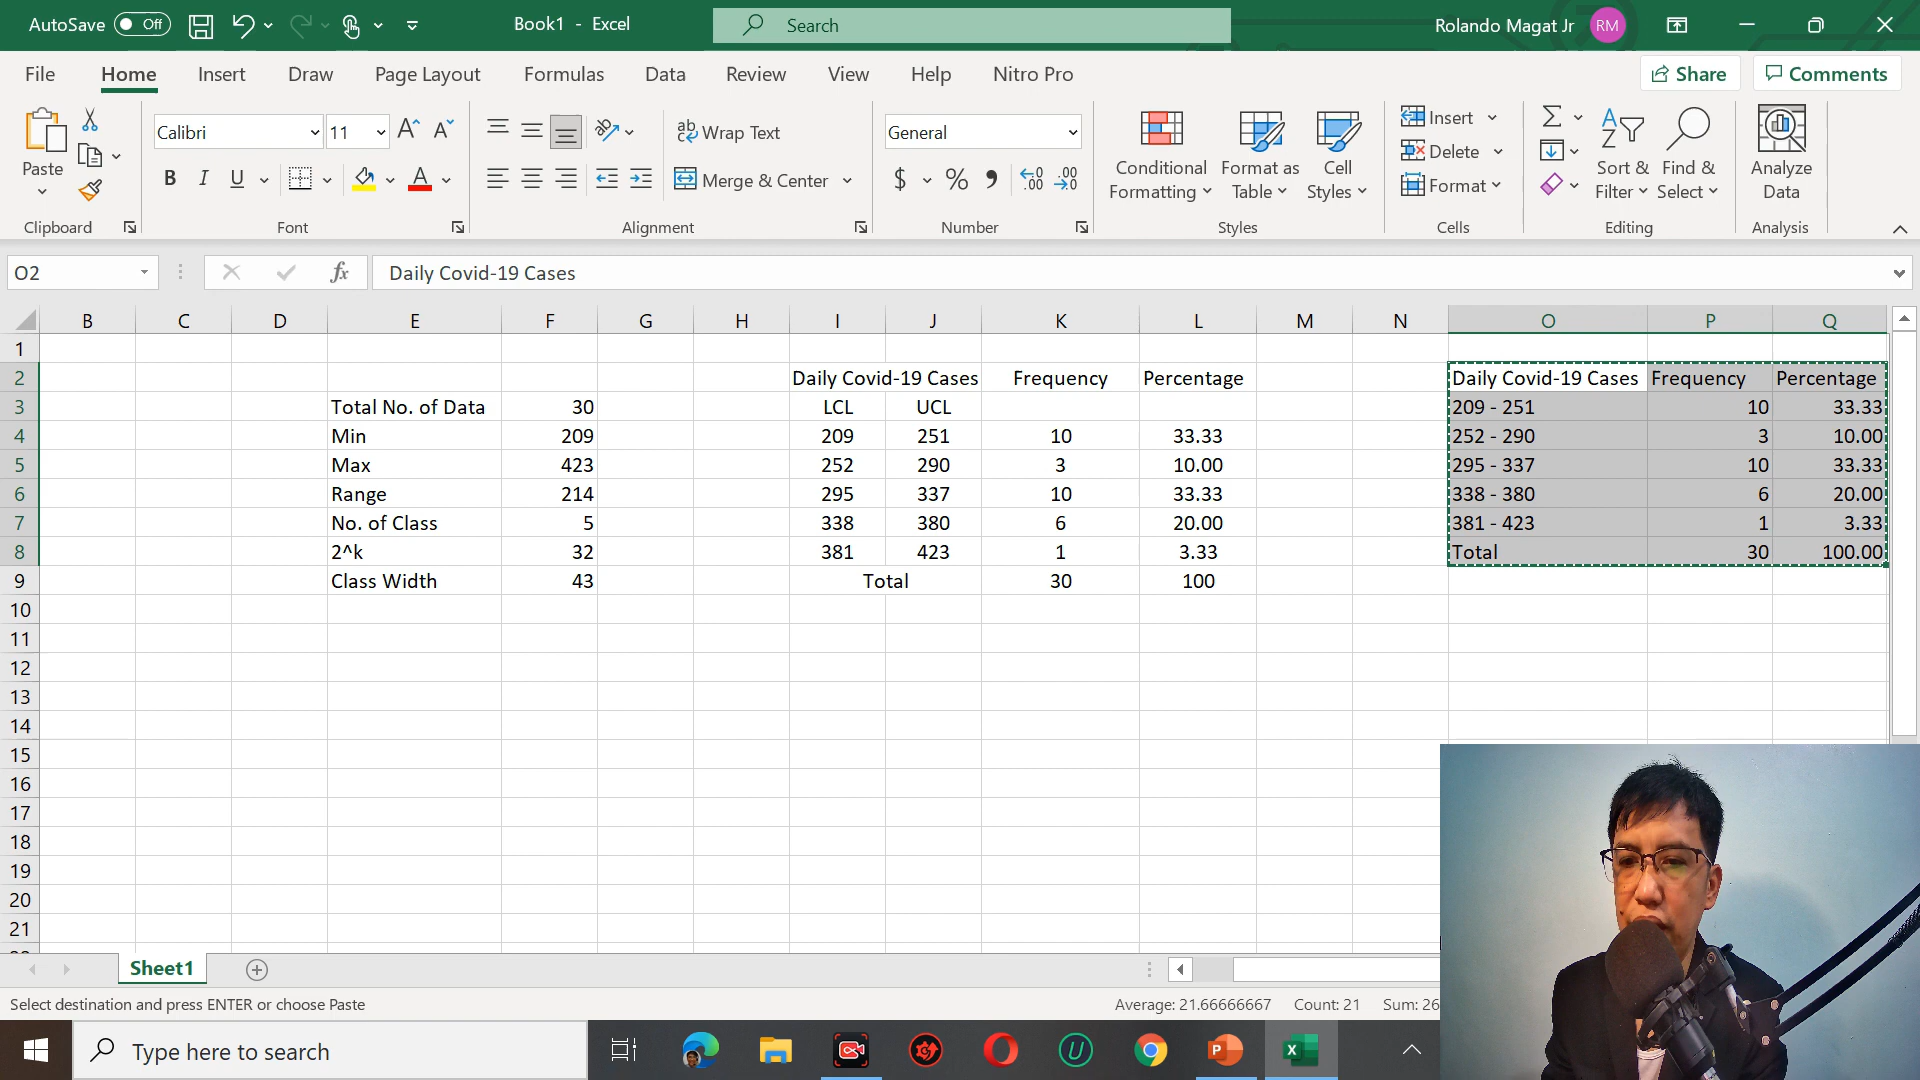 AutoSave Off Book1 - Excel Search Rolando Magat Jr RM
File Home Insert Draw Page Layout Formulas Data Review View Help Nitro Pro Share Comments
Paste
Clipboard
Calibri 11
B I U A
Font
ab Wrap Text
Merge & Center
Alignment
General
$ % 9 .00 .00
Number
Conditional Formatting
Format as Table
Cell Styles
Styles
Insert
Delete
Format
Cells
Sort & Filter
Find & Select
Editing
Analyze Data
Analysis
O2 fx Daily Covid-19 Cases
B C D E F G H I J K L M N O P Q
1
2 Daily Covid-19 Cases Frequency Percentage Daily Covid-19 Cases Frequency Percentage
3 Total No. of Data 30 LCL UCL 209 - 251 10 33.33
4 Min 209 209 251 10 33.33 252 - 290 3 10.00
5 Max 423 252 290 3 10.00 295 - 337 10 33.33
6 Range 214 295 337 10 33.33 338 - 380 6 20.00
7 No. of Class 5 338 380 6 20.00 381 - 423 1 3.33
8 2^k 32 381 423 1 3.33 Total 30 100.00
9 Class Width 43 Total 30 100
10
11
12
13
14
15
16
17
18
19
20
21
Sheet1
Select destination and press ENTER or choose Paste Average: 21.66666667 Count: 21 Sum: 26
Type here to search